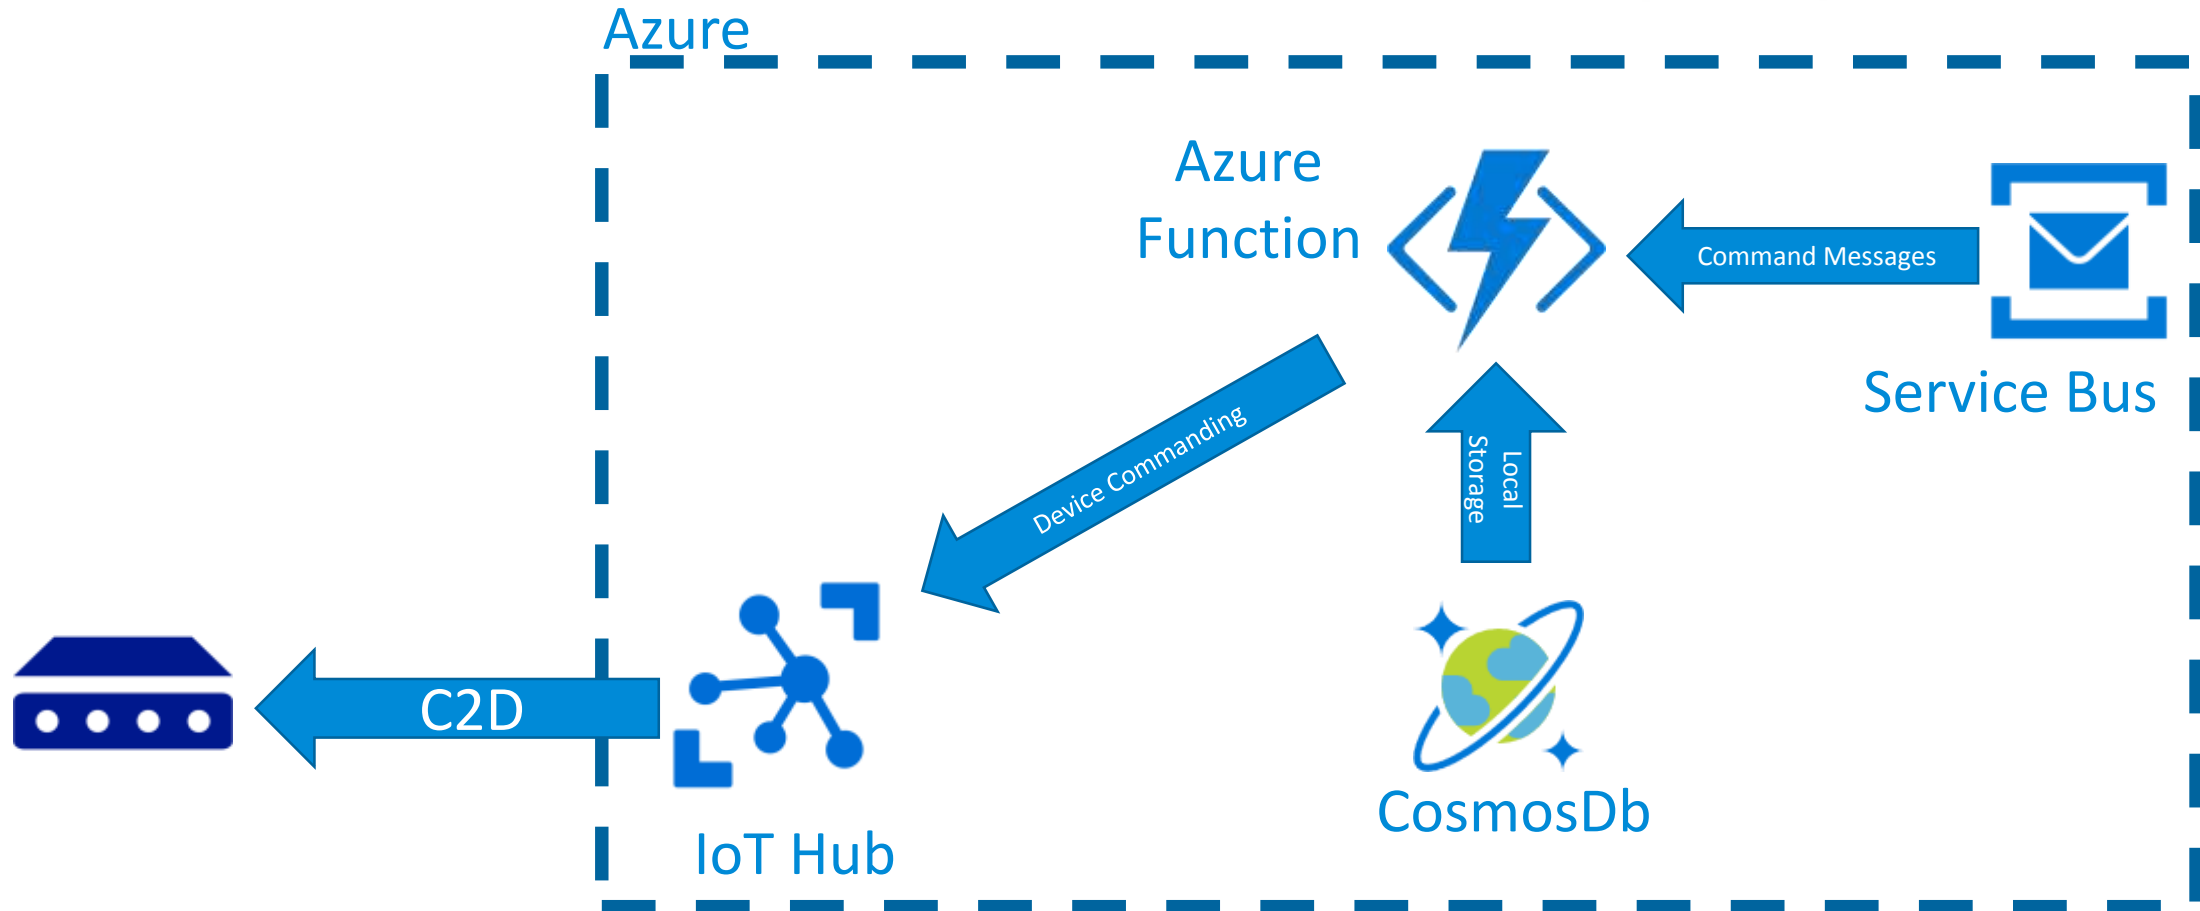 Azure
Azure
Function
Command Messages
Service Bus
Device Commanding
Local
Storage
C2D
CosmosDb
IoT Hub